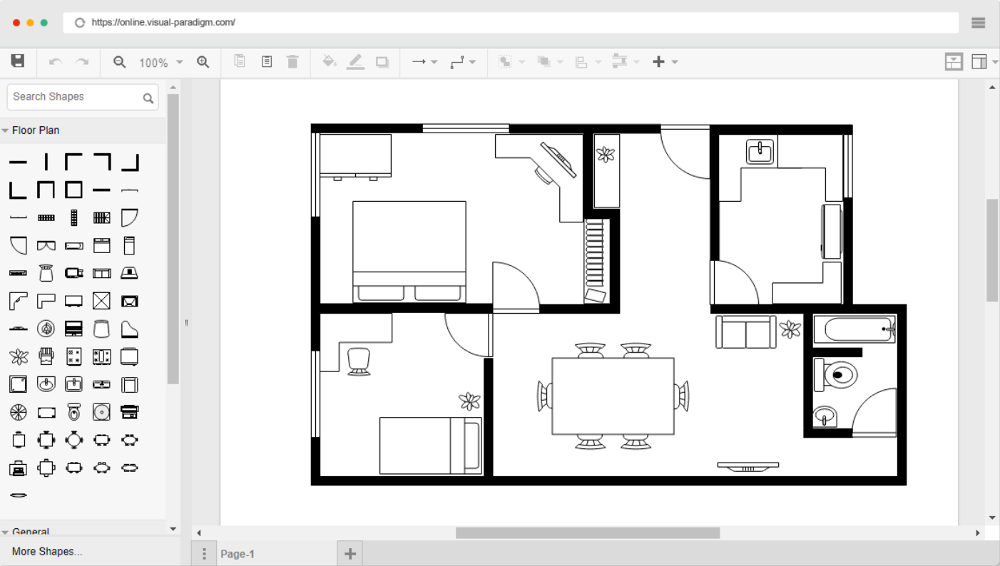 https://online.visual-paradigm.com/
100%
Search Shapes
Floor Plan
General
More Shapes...
Page-1